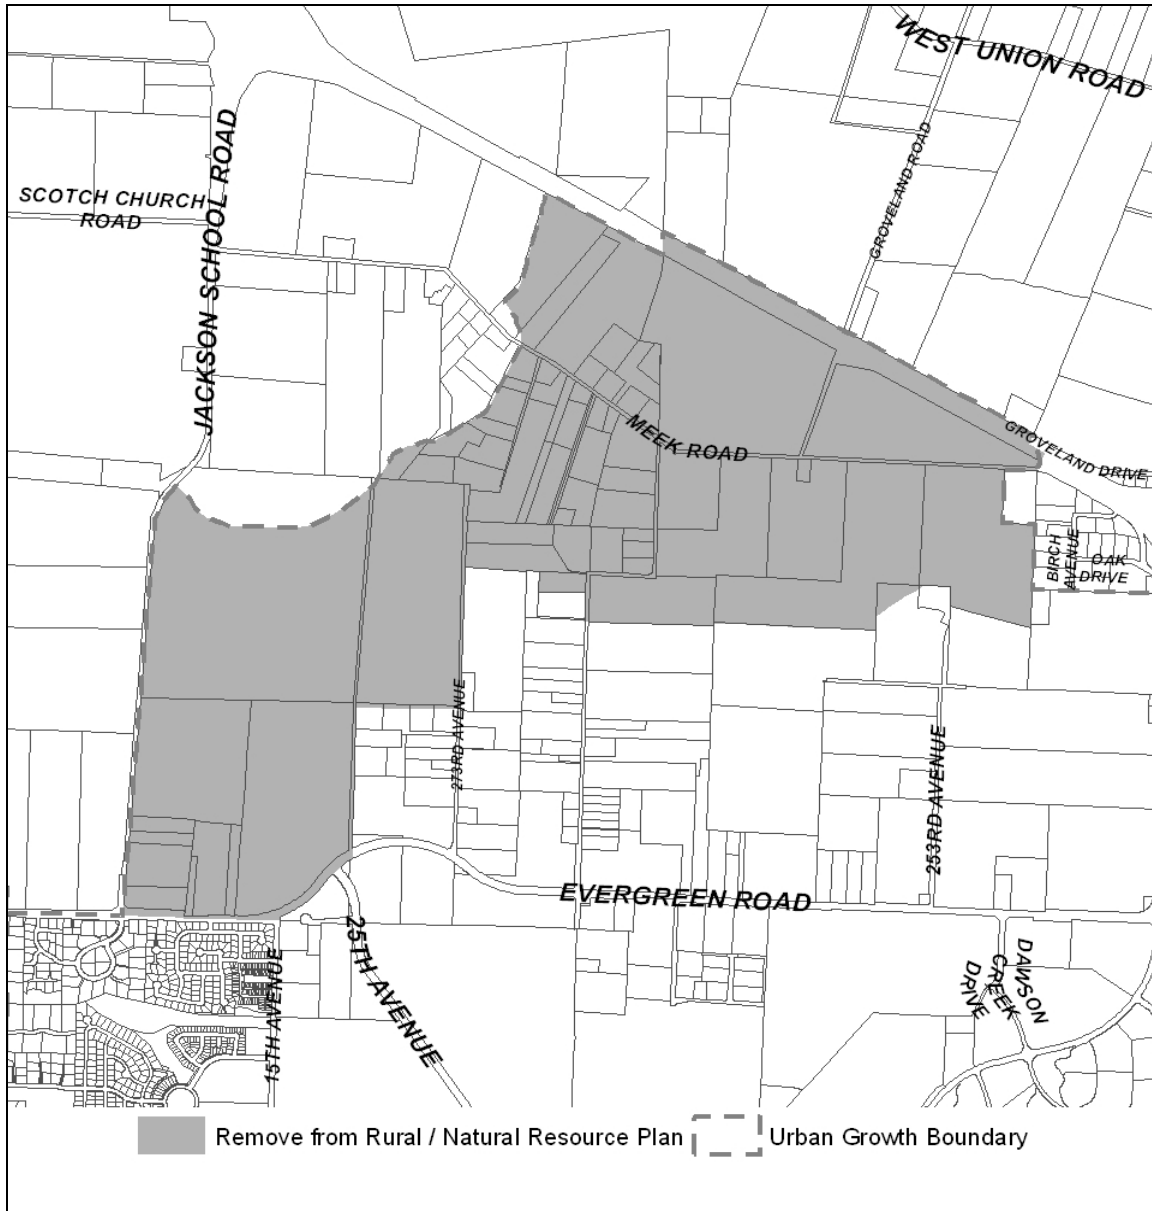 WEST UNION ROAD
GROVELAND ROAD
JACKSON SCHOOL ROAD
SCOTCH CHURCH
ROAD
MEEK ROAD
GROVELAND DRIVE
BIRCH
AVENUE
OAK
DRIVE
273RD AVENUE
253RD AVENUE
EVERGREEN ROAD
25TH AVENUE
15TH AVENUE
DAWSON
CREEK
DRIVE
Remove from Rural / Natural Resource Plan
Urban Growth Boundary